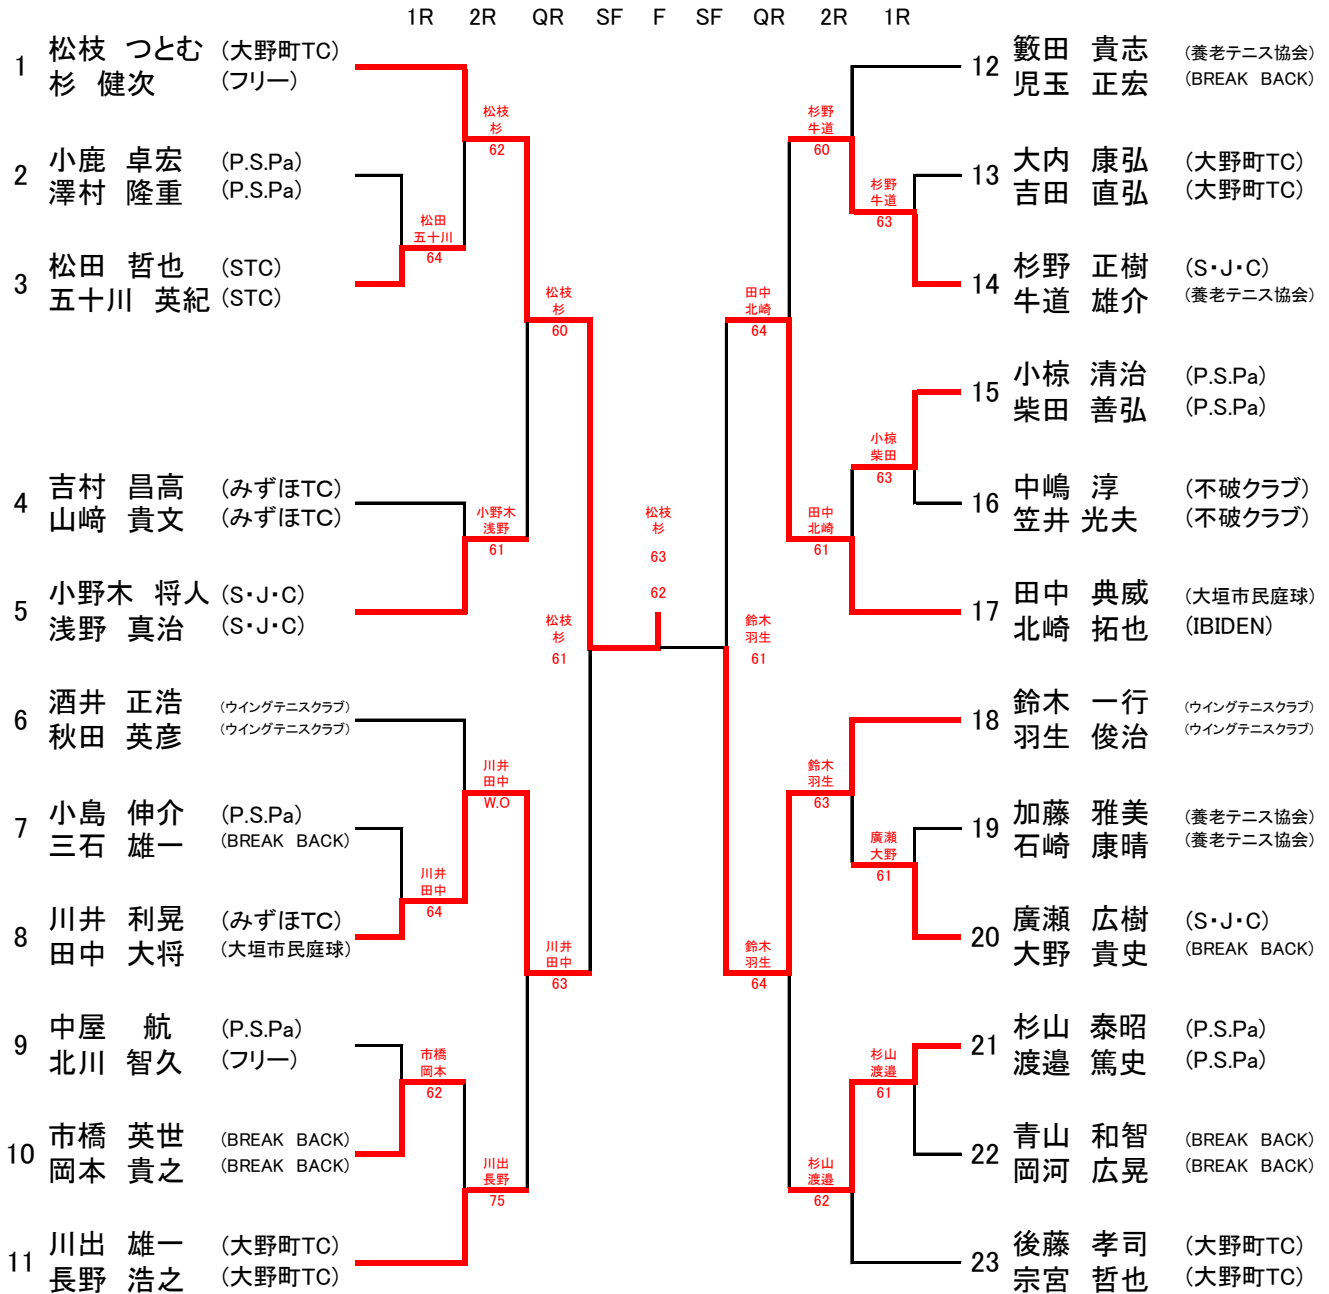 1R 2R QR SF F SF QR 2R 1R
1 松枝 つとむ (大野町TC)
杉 健次 (フリー)
2 小鹿 卓宏 (P.S.Pa)
澤村 隆重 (P.S.Pa)
3 松田 哲也 (STC)
五十川 英紀 (STC)
4 吉村 昌高 (みずほTC)
山﨑 貴文 (みずほTC)
5 小野木 将人 (S・J・C)
浅野 真治 (S・J・C)
6 酒井 正浩 (ウイングテニスクラブ)
秋田 英彦 (ウイングテニスクラブ)
7 小島 伸介 (P.S.Pa)
三石 雄一 (BREAK BACK)
8 川井 利晃 (みずほTC)
田中 大将 (大垣市民庭球)
9 中屋 航 (P.S.Pa)
北川 智久 (フリー)
10 市橋 英世 (BREAK BACK)
岡本 貴之 (BREAK BACK)
11 川出 雄一 (大野町TC)
長野 浩之 (大野町TC)
松田
五十川
64
川井
田中
64
市橋
岡本
62
松枝
杉
62
小野木
浅野
61
川井
田中
W.O
川出
長野
75
松枝
杉
60
川井
田中
63
松枝
杉
61
松枝
杉
63
62
鈴木
羽生
61
田中
北崎
64
鈴木
羽生
64
杉野
牛道
60
田中
北崎
61
鈴木
羽生
63
杉山
渡邉
62
杉野
牛道
63
小椋
柴田
63
廣瀬
大野
61
杉山
渡邉
61
12 籔田 貴志 (養老テニス協会)
児玉 正宏 (BREAK BACK)
13 大内 康弘 (大野町TC)
吉田 直弘 (大野町TC)
14 杉野 正樹 (S・J・C)
牛道 雄介 (養老テニス協会)
15 小椋 清治 (P.S.Pa)
柴田 善弘 (P.S.Pa)
16 中嶋 淳 (不破クラブ)
笠井 光夫 (不破クラブ)
17 田中 典威 (大垣市民庭球)
北崎 拓也 (IBIDEN)
18 鈴木 一行 (ウイングテニスクラブ)
羽生 俊治 (ウイングテニスクラブ)
19 加藤 雅美 (養老テニス協会)
石崎 康晴 (養老テニス協会)
20 廣瀬 広樹 (S・J・C)
大野 貴史 (BREAK BACK)
21 杉山 泰昭 (P.S.Pa)
渡邉 篤史 (P.S.Pa)
22 青山 和智 (BREAK BACK)
岡河 広晃 (BREAK BACK)
23 後藤 孝司 (大野町TC)
宗宮 哲也 (大野町TC)